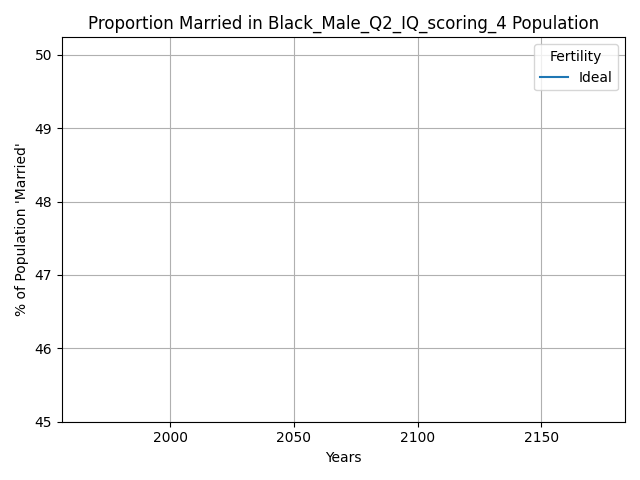 Proportion Married in Black_Male_Q2_IQ_scoring_4 Population
Fertility
Ideal
% of Population 'Married'
50
49
48
47
46
45
2000 2050 2100 2150
Years